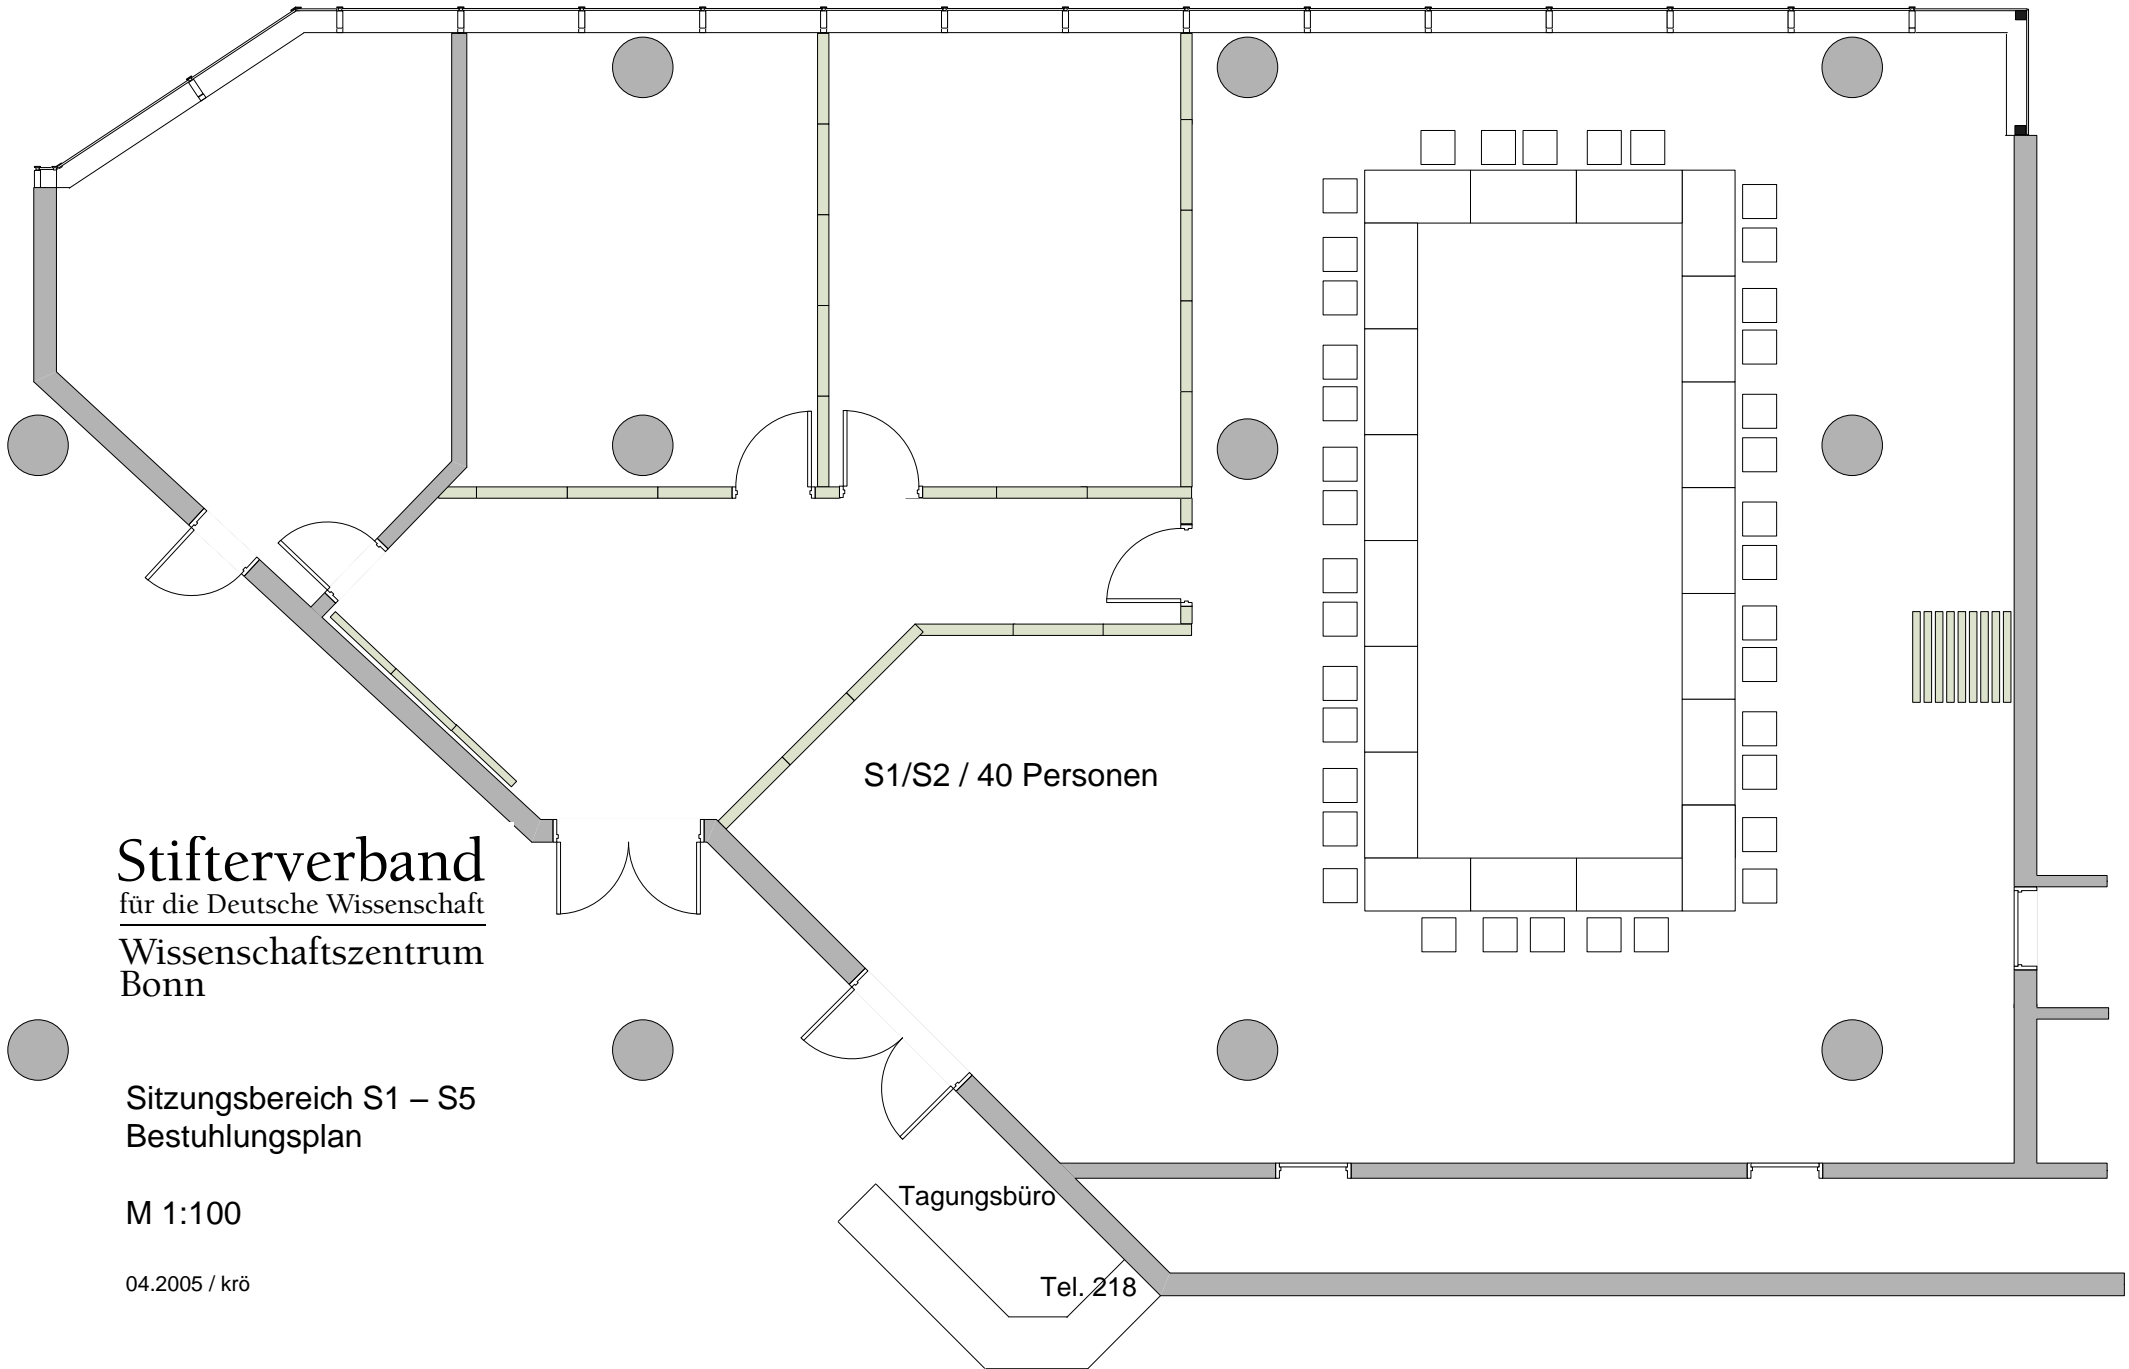 S1/S2 / 40 Personen
Stifterverband
für die Deutsche Wissenschaft
Wissenschaftszentrum
Bonn
Sitzungsbereich S1 – S5
Bestuhlungsplan
M 1:100
04.2005 / krö
Tagungsbüro
Tel. 218